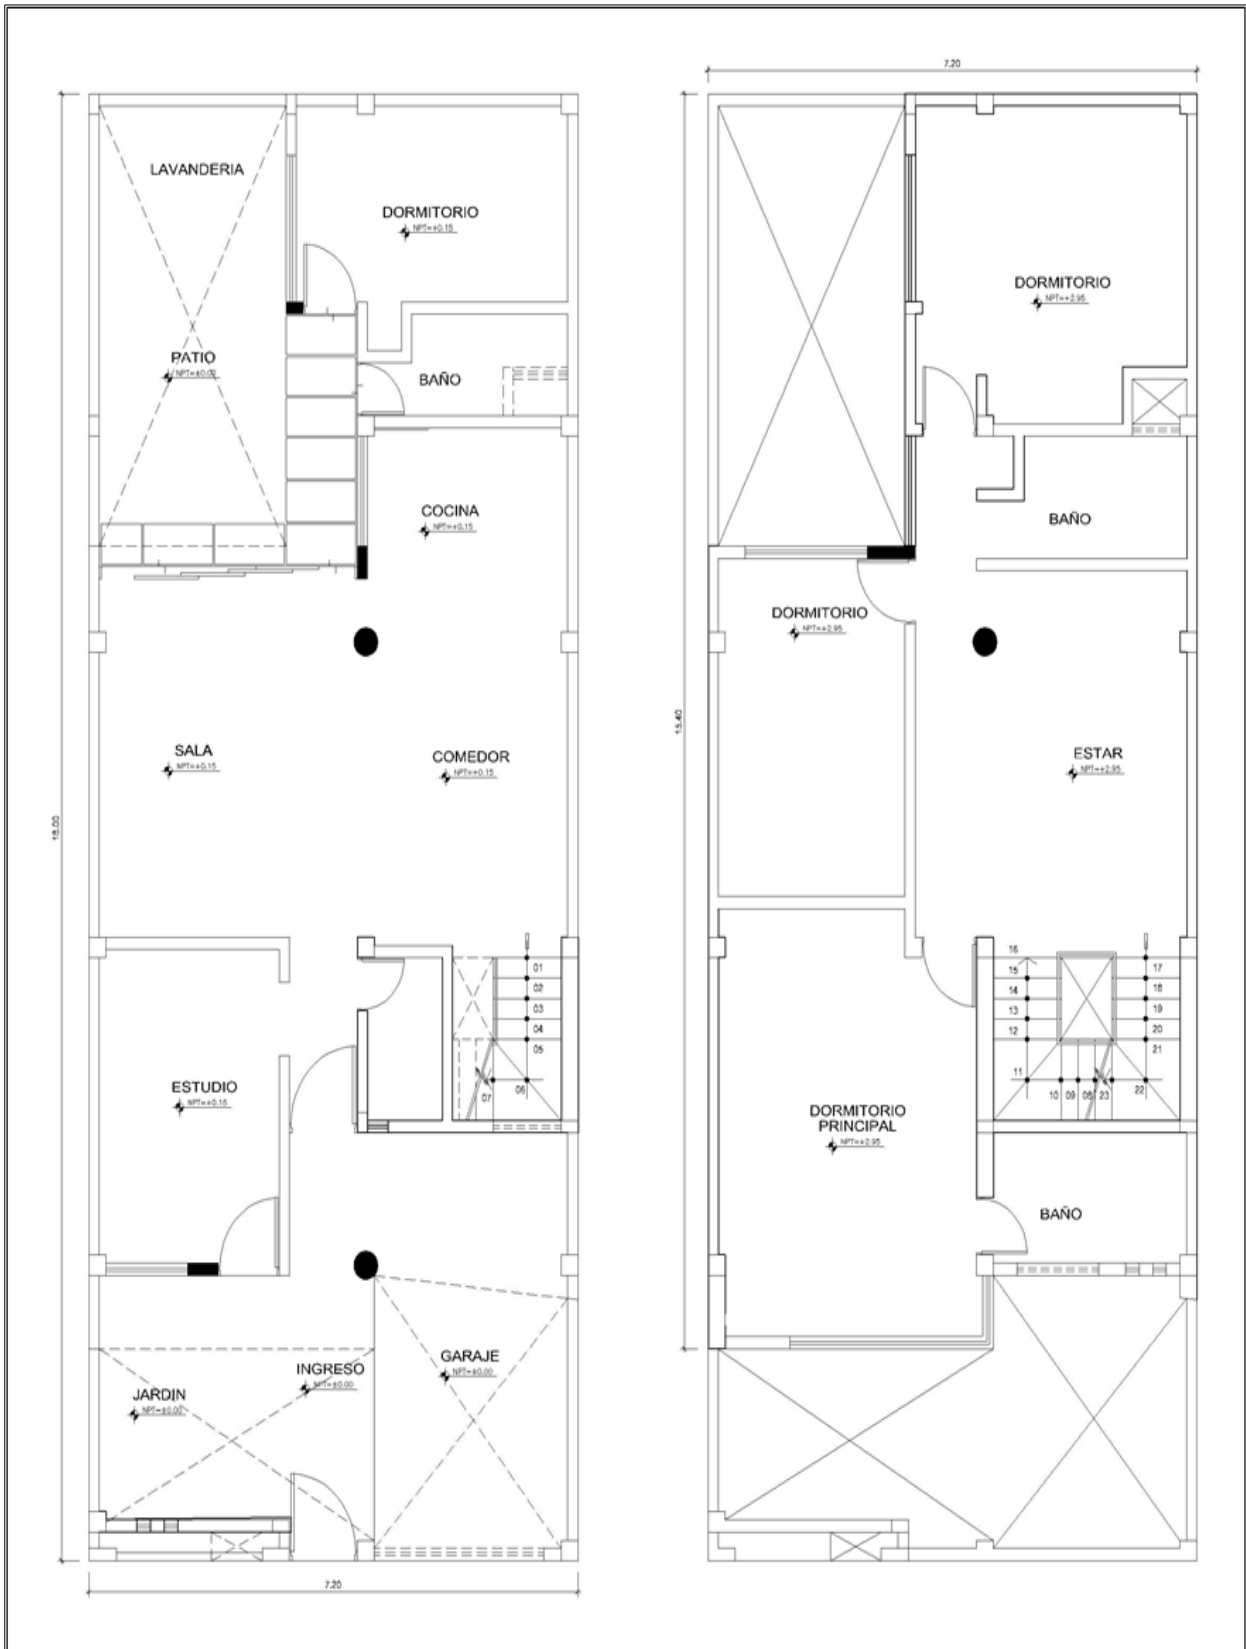 LAVANDERIA
DORMITORIO
NPT=+0.15
PATIO
NPT=±0.00
BAÑO
COCINA
NPT=+0.15
SALA
NPT=+0.15
COMEDOR
NPT=+0.15
18.00
01
02
03
04
05
06
07
ESTUDIO
NPT=+0.15
GARAJE
NPT=±0.00
INGRESO
NPT=±0.00
JARDIN
NPT=±0.00
7.20
7.20
DORMITORIO
NPT=+2.95
BAÑO
DORMITORIO
NPT=+2.95
15.40
ESTAR
NPT=+2.95
16
15
14
13
12
11
10 09 08 23
22
17
18
19
20
21
DORMITORIO
PRINCIPAL
NPT=+2.95
BAÑO